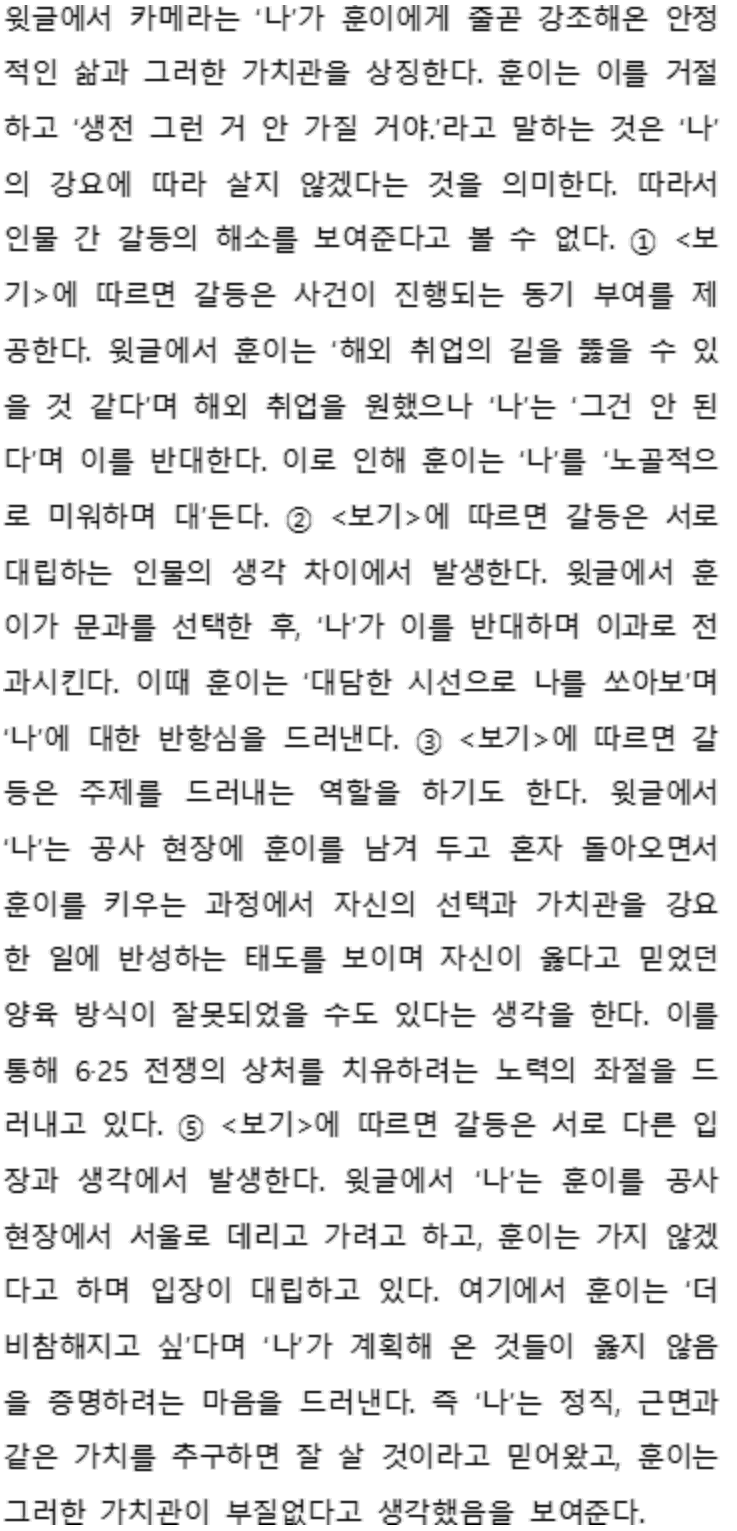 윗글에서 카메라는 ‘나’가 훈이에게 줄곧 강조해온 안정
적인 삶과 그러한 가치관을 상징한다. 훈이는 이를 거절
하고 ‘생전 그런 거 안 가질 거야.’라고 말하는 것은 ‘나’
의 강요에 따라 살지 않겠다는 것을 의미한다. 따라서
인물 간 갈등의 해소를 보여준다고 볼 수 없다. ① <보
기>에 따르면 갈등은 사건이 진행되는 동기 부여를 제
공한다. 윗글에서 훈이는 ‘해외 취업의 길을 뚫을 수 있
을 것 같다’며 해외 취업을 원했으나 ‘나’는 ‘그건 안 된
다’며 이를 반대한다. 이로 인해 훈이는 ‘나’를 ‘노골적으
로 미워하며 대’든다. ② <보기>에 따르면 갈등은 서로
대립하는 인물의 생각 차이에서 발생한다. 윗글에서 훈
이가 문과를 선택한 후, ‘나’가 이를 반대하며 이과로 전
과시킨다. 이때 훈이는 ‘대담한 시선으로 나를 쏘아보’며
‘나’에 대한 반항심을 드러낸다. ③ <보기>에 따르면 갈
등은 주제를 드러내는 역할을 하기도 한다. 윗글에서
‘나’는 공사 현장에 훈이를 남겨 두고 혼자 돌아오면서
훈이를 키우는 과정에서 자신의 선택과 가치관을 강요
한 일에 반성하는 태도를 보이며 자신이 옳다고 믿었던
양육 방식이 잘못되었을 수도 있다는 생각을 한다. 이를
통해 6·25 전쟁의 상처를 치유하려는 노력의 좌절을 드
러내고 있다. ⑤ <보기>에 따르면 갈등은 서로 다른 입
장과 생각에서 발생한다. 윗글에서 ‘나’는 훈이를 공사
현장에서 서울로 데리고 가려고 하고, 훈이는 가지 않겠
다고 하며 입장이 대립하고 있다. 여기에서 훈이는 ‘더
비참해지고 싶’다며 ‘나’가 계획해 온 것들이 옳지 않음
을 증명하려는 마음을 드러낸다. 즉 ‘나’는 정직, 근면과
같은 가치를 추구하면 잘 살 것이라고 믿어왔고, 훈이는
그러한 가치관이 부질없다고 생각했음을 보여준다.